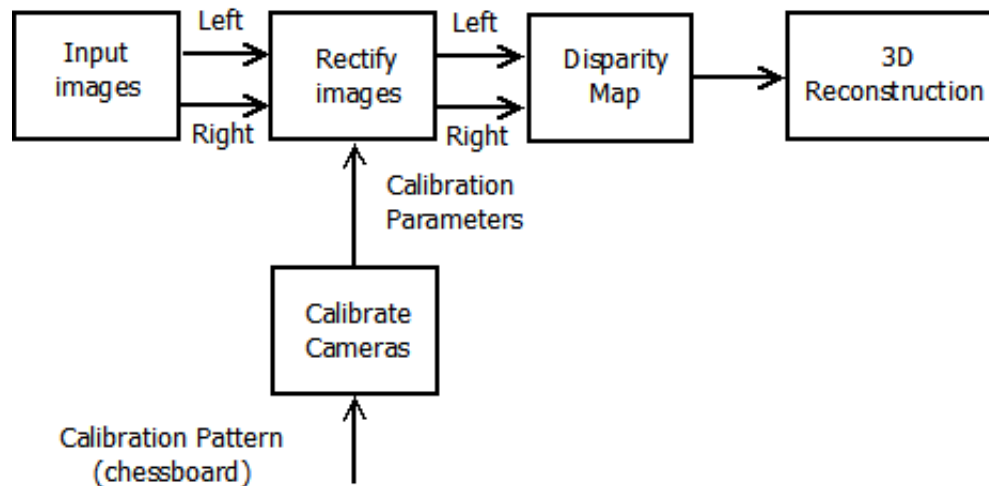 Left
Left
Input
images
Rectify
images
Disparity
Map
3D
Reconstruction
Right
Right
Calibration
Parameters
Calibrate
Cameras
Calibration Pattern
(chessboard)